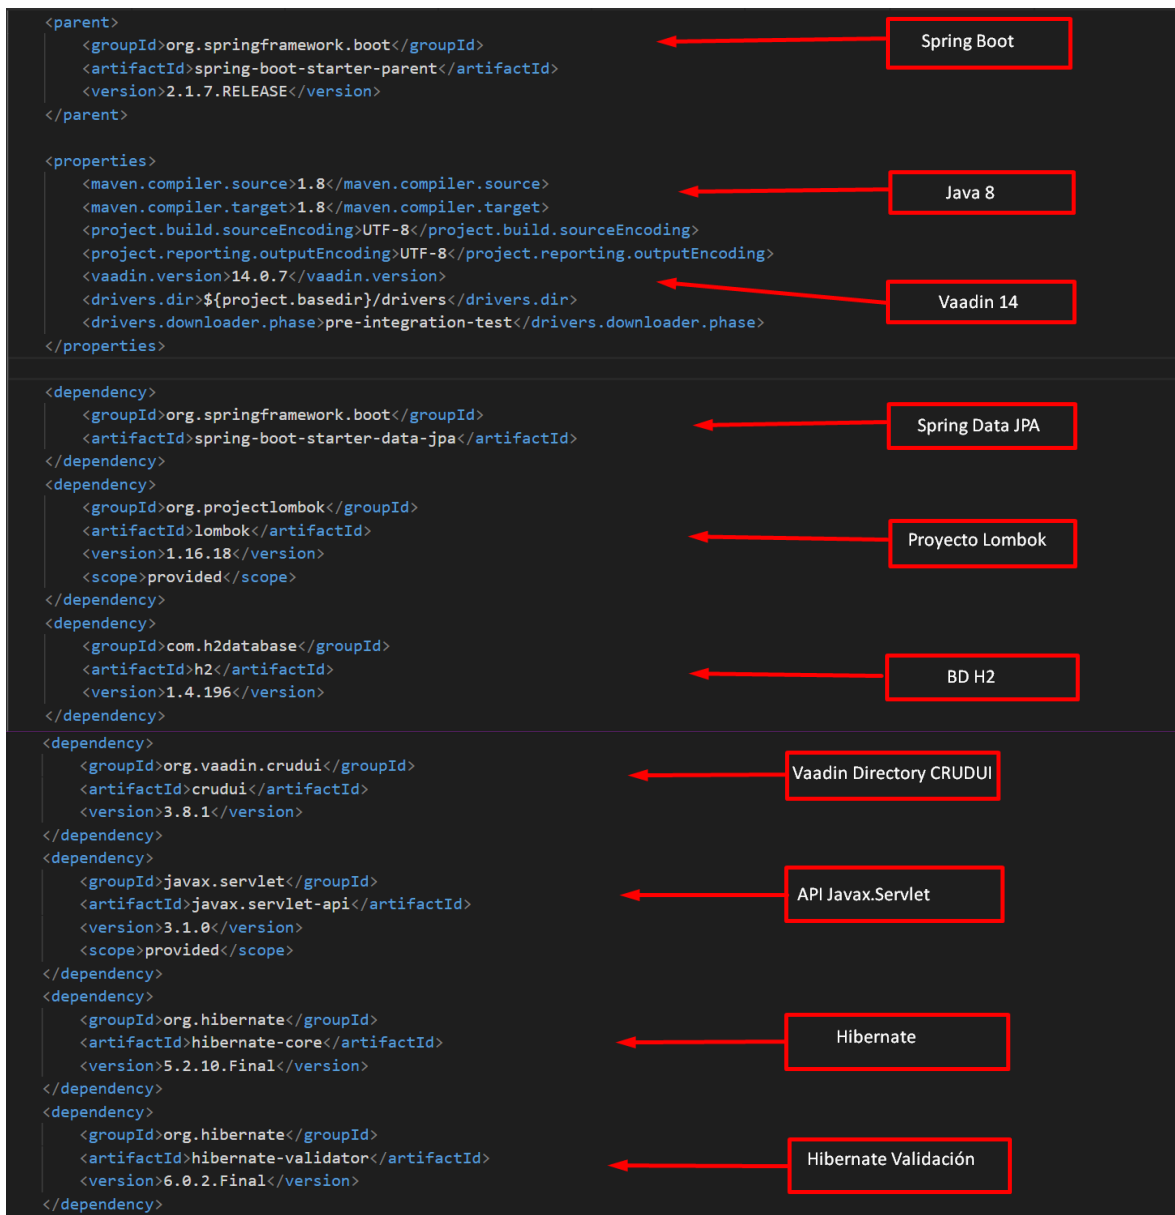 <parent>
<groupId>org.springframework.boot</groupId>
Spring Boot
<artifactId>spring-boot-starter-parent</artifactId>
<version>2.1.7.RELEASE</version>
</parent>
<properties>
<maven.compiler.source>1.8</maven.compiler.source>
Java 8
<maven.compiler.target>1.8</maven.compiler.target>
<project.build.sourceEncoding>UTF-8</project.build.sourceEncoding>
<project.reporting.outputEncoding>UTF-8</project.reporting.outputEncoding>
<vaadin.version>14.0.7</vaadin.version>
<drivers.dir>${project.basedir}/drivers</drivers.dir>
Vaadin 14
<drivers.downloader.phase>pre-integration-test</drivers.downloader.phase>
</properties>
<dependency>
<groupId>org.springframework.boot</groupId>
Spring Data JPA
<artifactId>spring-boot-starter-data-jpa</artifactId>
</dependency>
<dependency>
<groupId>org.projectlombok</groupId>
<artifactId>lombok</artifactId>
Proyecto Lombok
<version>1.16.18</version>
<scope>provided</scope>
</dependency>
<dependency>
<groupId>com.h2database</groupId>
<artifactId>h2</artifactId>
BD H2
<version>1.4.196</version>
</dependency>
<dependency>
<groupId>org.vaadin.crudui</groupId>
Vaadin Directory CRUDUI
<artifactId>crudui</artifactId>
<version>3.8.1</version>
</dependency>
<dependency>
<groupId>javax.servlet</groupId>
API Javax.Servlet
<artifactId>javax.servlet-api</artifactId>
<version>3.1.0</version>
<scope>provided</scope>
</dependency>
<dependency>
<groupId>org.hibernate</groupId>
Hibernate
<artifactId>hibernate-core</artifactId>
<version>5.2.10.Final</version>
</dependency>
<dependency>
<groupId>org.hibernate</groupId>
<artifactId>hibernate-validator</artifactId>
Hibernate Validación
<version>6.0.2.Final</version>
</dependency>